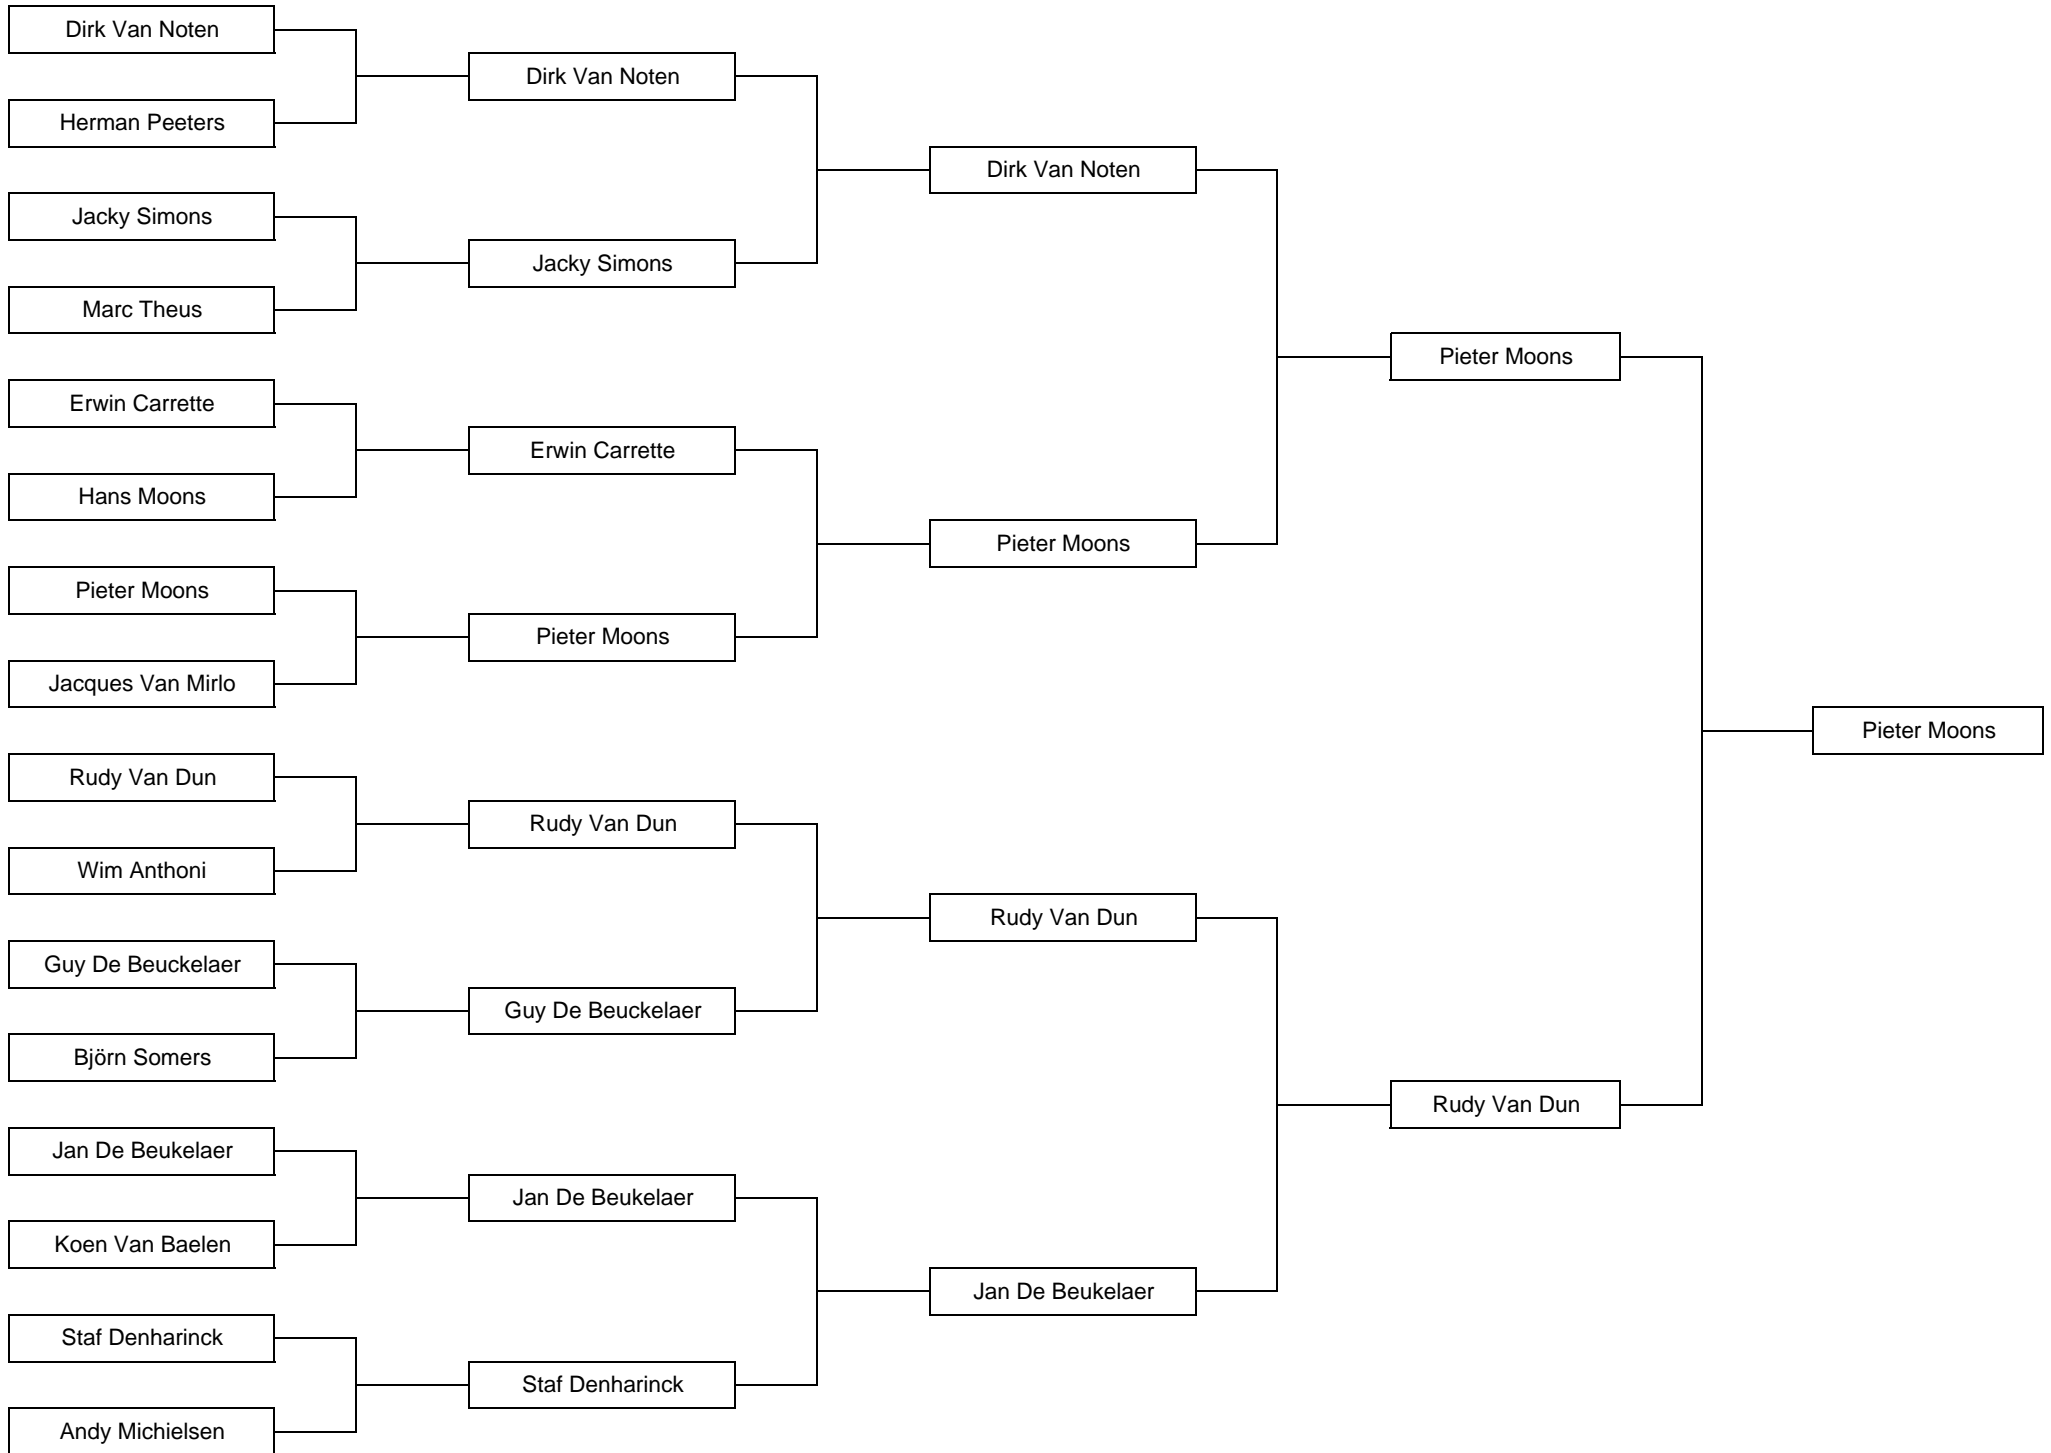 Dirk Van Noten
Herman Peeters
Jacky Simons
Marc Theus
Erwin Carrette
Hans Moons
Pieter Moons
Jacques Van Mirlo
Rudy Van Dun
Wim Anthoni
Guy De Beuckelaer
Björn Somers
Jan De Beukelaer
Koen Van Baelen
Staf Denharinck
Andy Michielsen
Dirk Van Noten
Jacky Simons
Erwin Carrette
Pieter Moons
Rudy Van Dun
Guy De Beuckelaer
Jan De Beukelaer
Staf Denharinck
Dirk Van Noten
Pieter Moons
Rudy Van Dun
Jan De Beukelaer
Pieter Moons
Rudy Van Dun
Pieter Moons